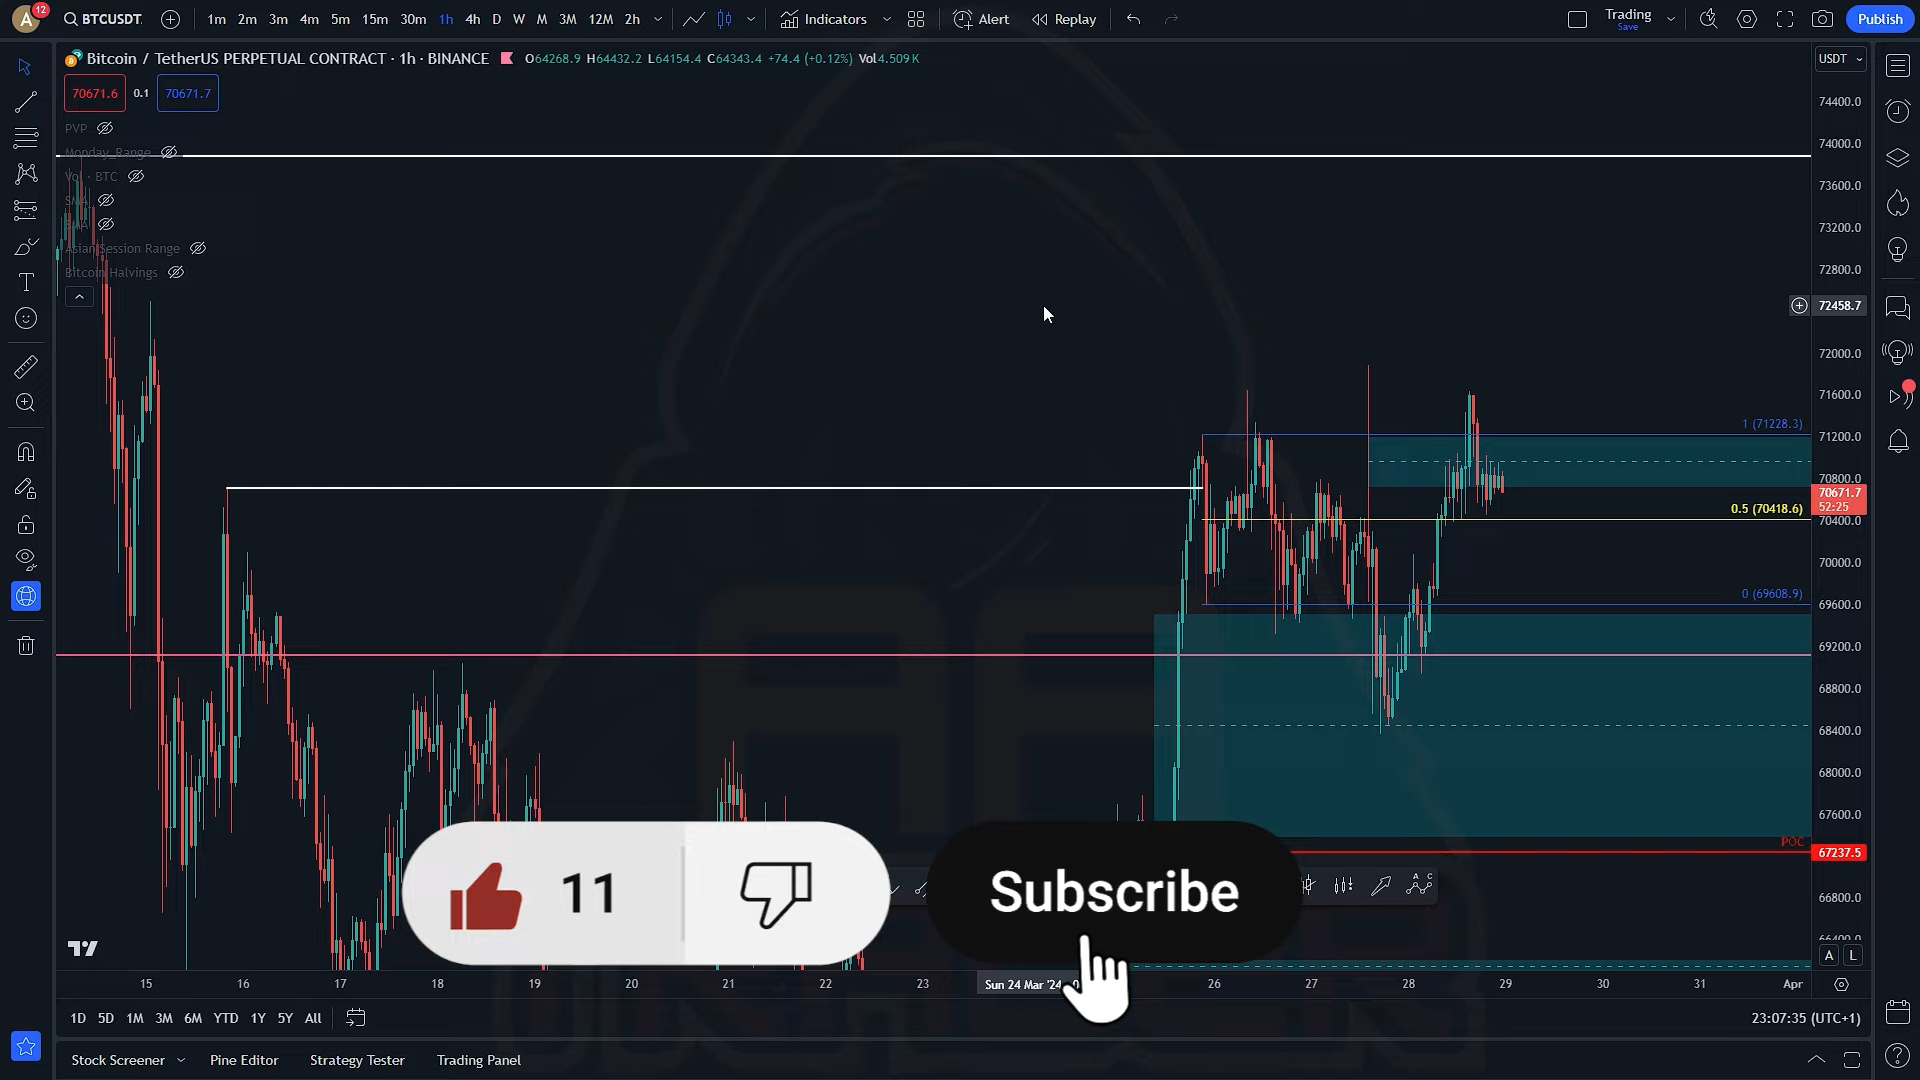 A 12 BTCUSDT. 1m 2m 3m 4m 5m 15m 30m 1h 4h D W M 3M 12M 2h Indicators Alert Replay Trading Save Publish
Bitcoin / TetherUS PERPETUAL CONTRACT · 1h · BINANCE O64268.9 H64432.2 L64154.4 C64343.4 +74.4 (+0.12%) Vol4.509K USDT
70671.6 0.1 70671.7
PVP
Monday_Range
Vol · BTC
SMA
SMA
Asian Session Range
Bitcoin Halvings
74400.0
74000.0
73600.0
73200.0
72800.0
72458.7
72000.0
71600.0
1 (71228.3)
71200.0
70800.0
70671.7
52:25
0.5 (70418.6)
70400.0
70000.0
0 (69608.9)
69600.0
69200.0
68800.0
68400.0
68000.0
67600.0
POC
67237.5
66800.0
66400.0
11
Subscribe
A C
B
A L
15 16 17 18 19 20 21 22 23 Sun 24 Mar '24 26 27 28 29 30 31 Apr
1D 5D 1M 3M 6M YTD 1Y 5Y All 23:07:35 (UTC+1)
Stock Screener Pine Editor Strategy Tester Trading Panel